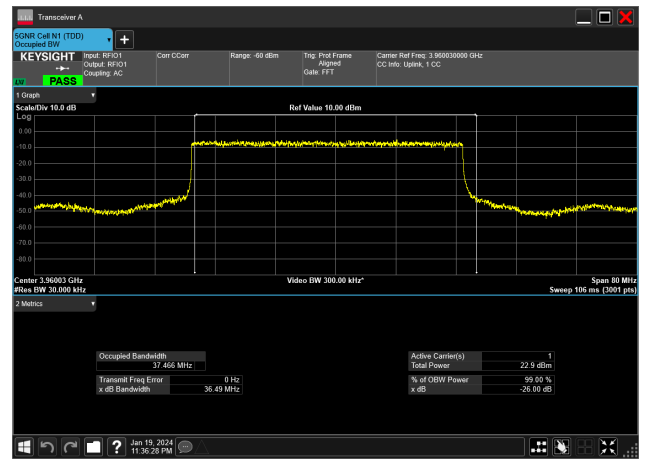 Transceiver A
5GNR Cell N1 (TDD)
Occupied BW
KEYSIGHT Input: RFIO1 Corr CCorr Range: -60 dBm Trig: Prot Frame Carrier Ref Freq: 3.960030000 GHz
Output: RFIO1 Aligned CC Info: Uplink, 1 CC
Coupling: AC Gate: FFT
LW PASS
1 Graph
Scale/Div 10.0 dB Ref Value 10.00 dBm
Log
0.00
-10.0
-20.0
-30.0
-40.0
-50.0
-60.0
-70.0
-80.0
Center 3.96003 GHz Video BW 300.00 kHz* Span 80 MHz
#Res BW 30.000 kHz Sweep 106 ms (3001 pts)
2 Metrics
Occupied Bandwidth Active Carrier(s) 1
37.466 MHz Total Power 22.9 dBm
Transmit Freq Error 0 Hz % of OBW Power 99.00 %
x dB Bandwidth 36.49 MHz x dB -26.00 dB
Jan 19, 2024
11:36:28 PM